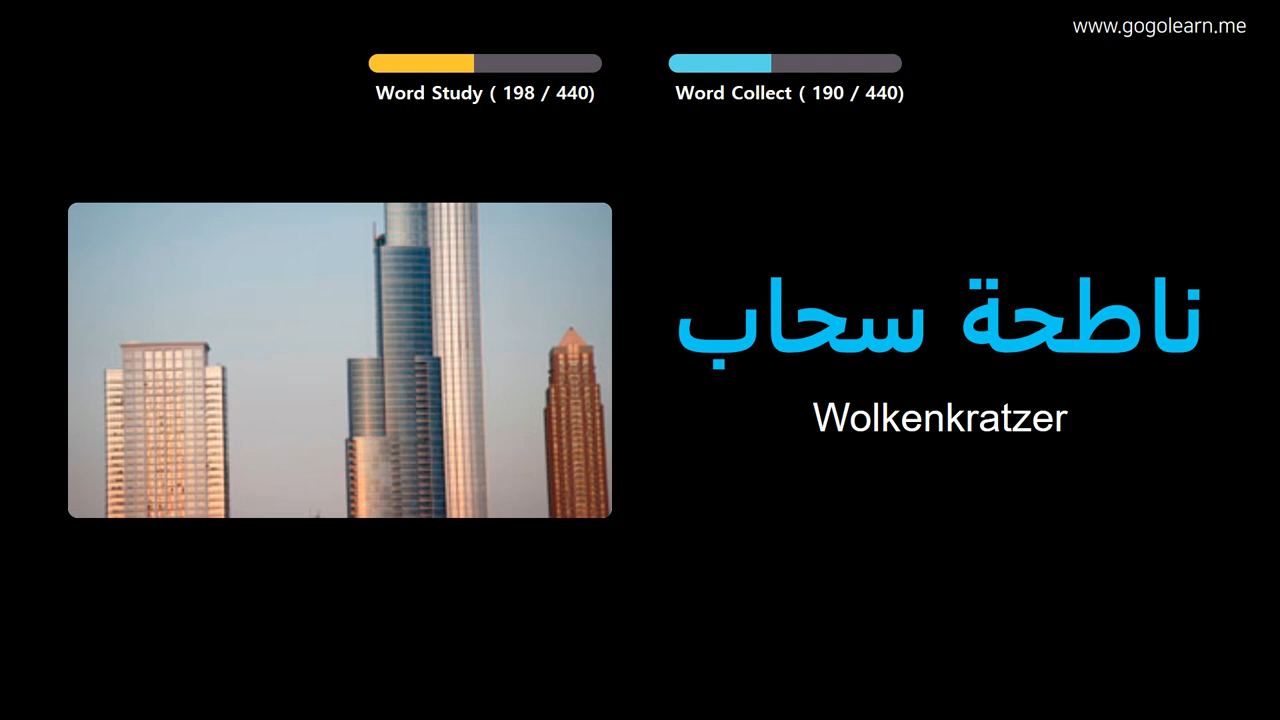 www.gogolearn.me
Word Study ( 198 / 440)
Word Collect ( 190 / 440)
ناطحة سحاب
Wolkenkratzer